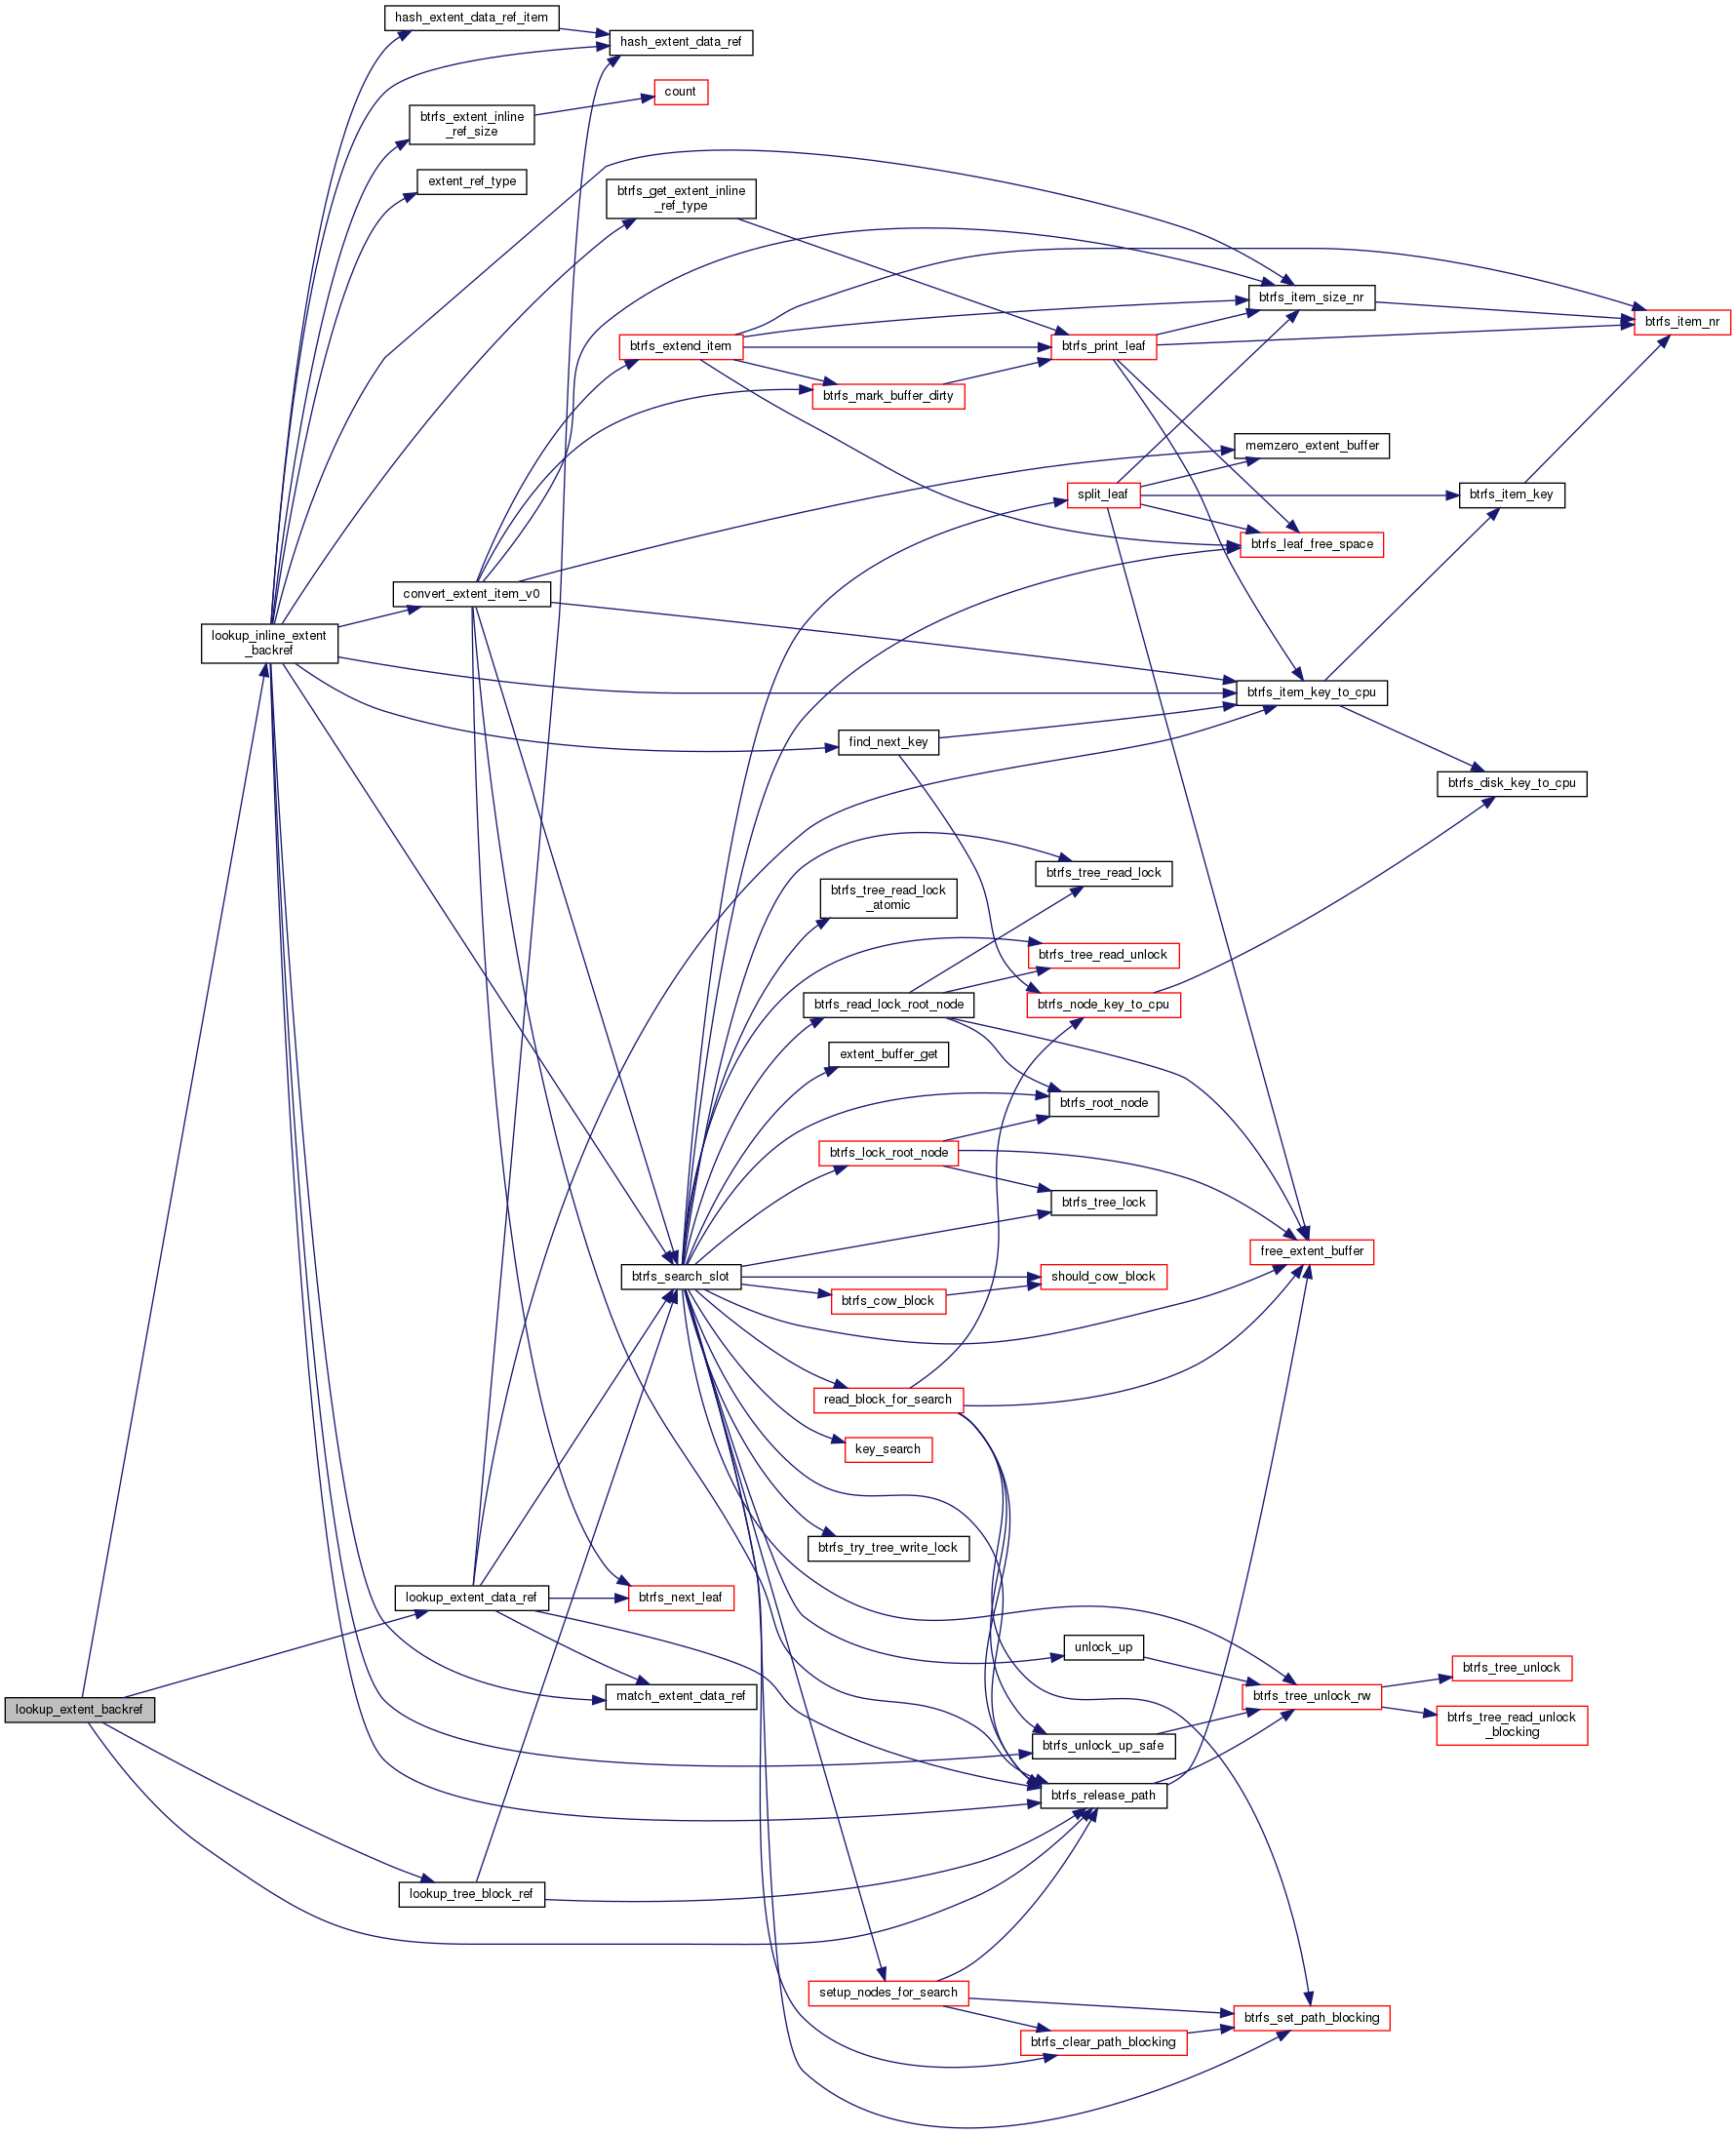 hash_extent_data_ref_item
hash_extent_data_ref
count
btrfs_extent_inline
_ref_size
extent_ref_type
btrfs_get_extent_inline
_ref_type
btrfs_item_size_nr
btrfs_item_nr
btrfs_extend_item
btrfs_print_leaf
btrfs_mark_buffer_dirty
memzero_extent_buffer
split_leaf
btrfs_item_key
btrfs_leaf_free_space
convert_extent_item_v0
lookup_inline_extent
_backref
btrfs_item_key_to_cpu
find_next_key
btrfs_disk_key_to_cpu
btrfs_tree_read_lock
btrfs_tree_read_lock
_atomic
btrfs_tree_read_unlock
btrfs_read_lock_root_node
btrfs_node_key_to_cpu
extent_buffer_get
btrfs_root_node
btrfs_lock_root_node
btrfs_tree_lock
free_extent_buffer
btrfs_search_slot
should_cow_block
btrfs_cow_block
read_block_for_search
key_search
btrfs_try_tree_write_lock
lookup_extent_data_ref
btrfs_next_leaf
unlock_up
btrfs_tree_unlock
match_extent_data_ref
btrfs_tree_unlock_rw
lookup_extent_backref
btrfs_tree_read_unlock
_blocking
btrfs_unlock_up_safe
btrfs_release_path
lookup_tree_block_ref
setup_nodes_for_search
btrfs_set_path_blocking
btrfs_clear_path_blocking